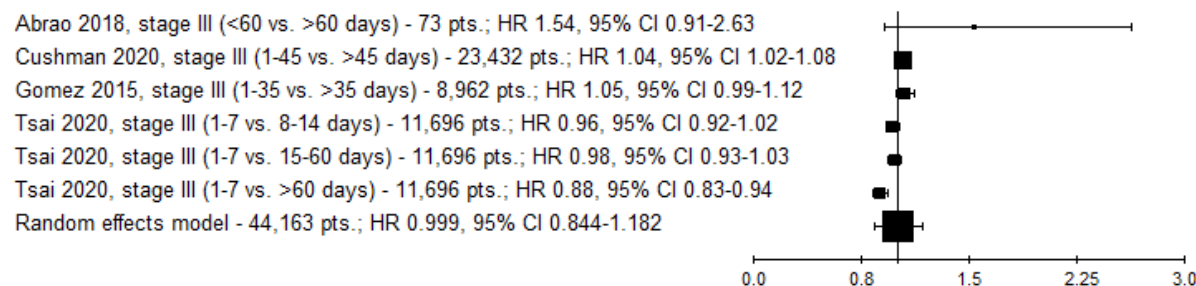 Abrao 2018, stage III (<60 vs. >60 days) - 73 pts.; HR 1.54, 95% CI 0.91-2.63
Cushman 2020, stage III (1-45 vs. >45 days) - 23,432 pts.; HR 1.04, 95% CI 1.02-1.08
Gomez 2015, stage III (1-35 vs. >35 days) - 8,962 pts.; HR 1.05, 95% CI 0.99-1.12
Tsai 2020, stage III (1-7 vs. 8-14 days) - 11,696 pts.; HR 0.96, 95% CI 0.92-1.02
Tsai 2020, stage III (1-7 vs. 15-60 days) - 11,696 pts.; HR 0.98, 95% CI 0.93-1.03
Tsai 2020, stage III (1-7 vs. >60 days) - 11,696 pts.; HR 0.88, 95% CI 0.83-0.94
Random effects model - 44,163 pts.; HR 0.999, 95% CI 0.844-1.182
0.0 0.8 1.5 2.25 3.0